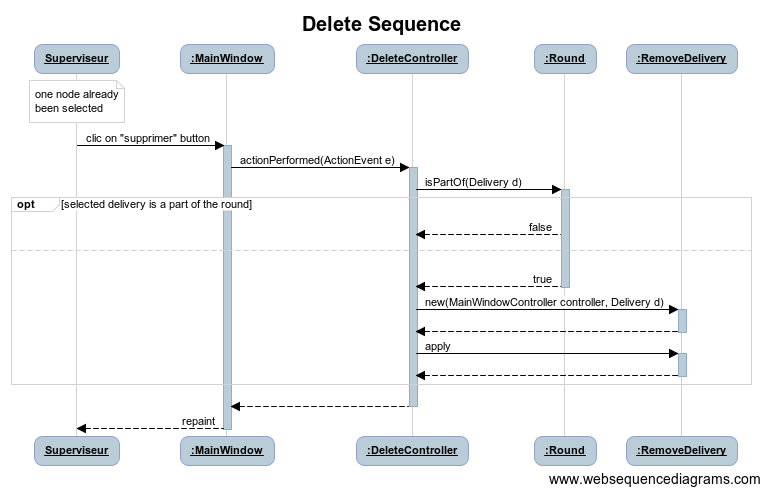 Delete Sequence
Superviseur
:MainWindow
:DeleteController
:Round
:RemoveDelivery
one node already
been selected
clic on "supprimer" button
actionPerformed(ActionEvent e)
isPartOf(Delivery d)
opt
[selected delivery is a part of the round]
false
true
new(MainWindowController controller, Delivery d)
apply
repaint
Superviseur
:MainWindow
:DeleteController
:Round
:RemoveDelivery
www.websequencediagrams.com